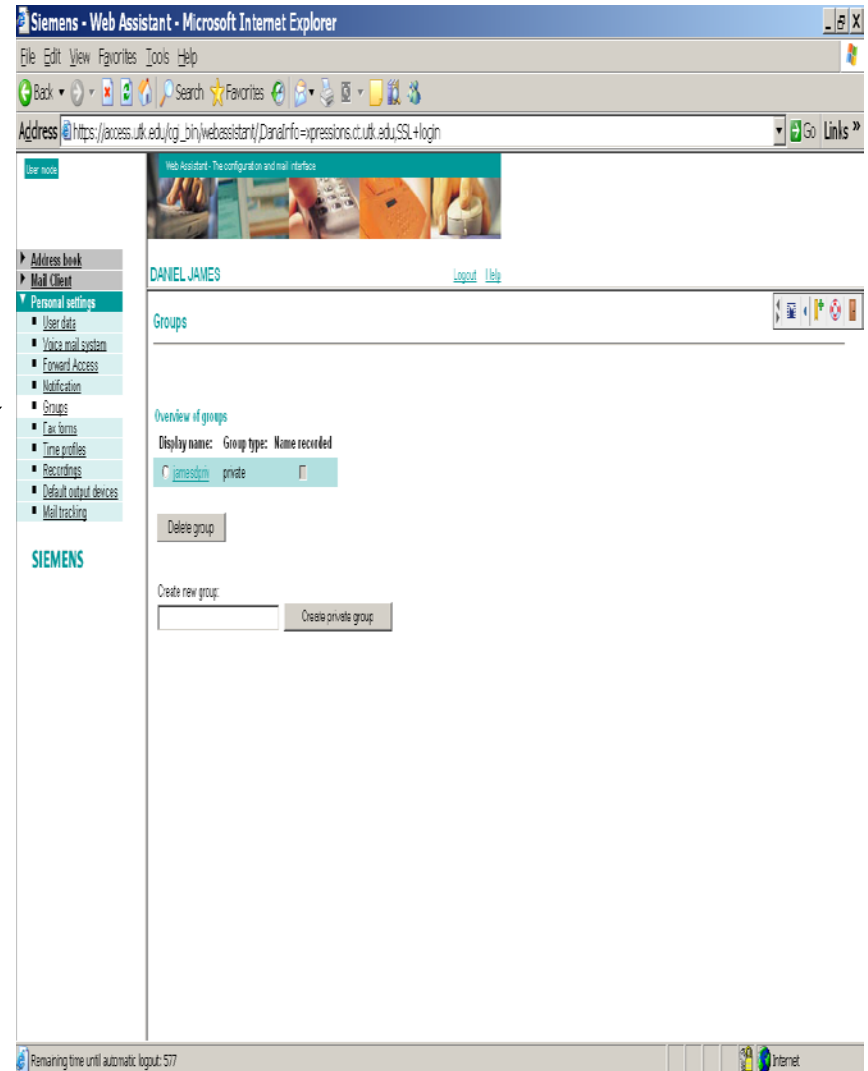 Siemens - Web Assistant - Microsoft Internet Explorer
File Edit View Favorites Tools Help
Back Search Favorites
Address https://access.utk.edu/cgi_bin/webassistant/,DanaInfo=xpressions.ct.utk.edu,SSL+login Go Links »
User mode
Web Assistant - The configuration and mail interface
Address book
Mail Client
DANIEL JAMES Logout Help
Personal settings
User data
Voice mail system
Forward Access
Notification
Groups
Fax forms
Time profiles
Recordings
Default output devices
Mail tracking
SIEMENS
Groups
Overview of groups
Display name: Group type: Name recorded
jamesdpriv private
Delete group
Create new group:
Create private group
Remaining time until automatic logout: 577
Internet